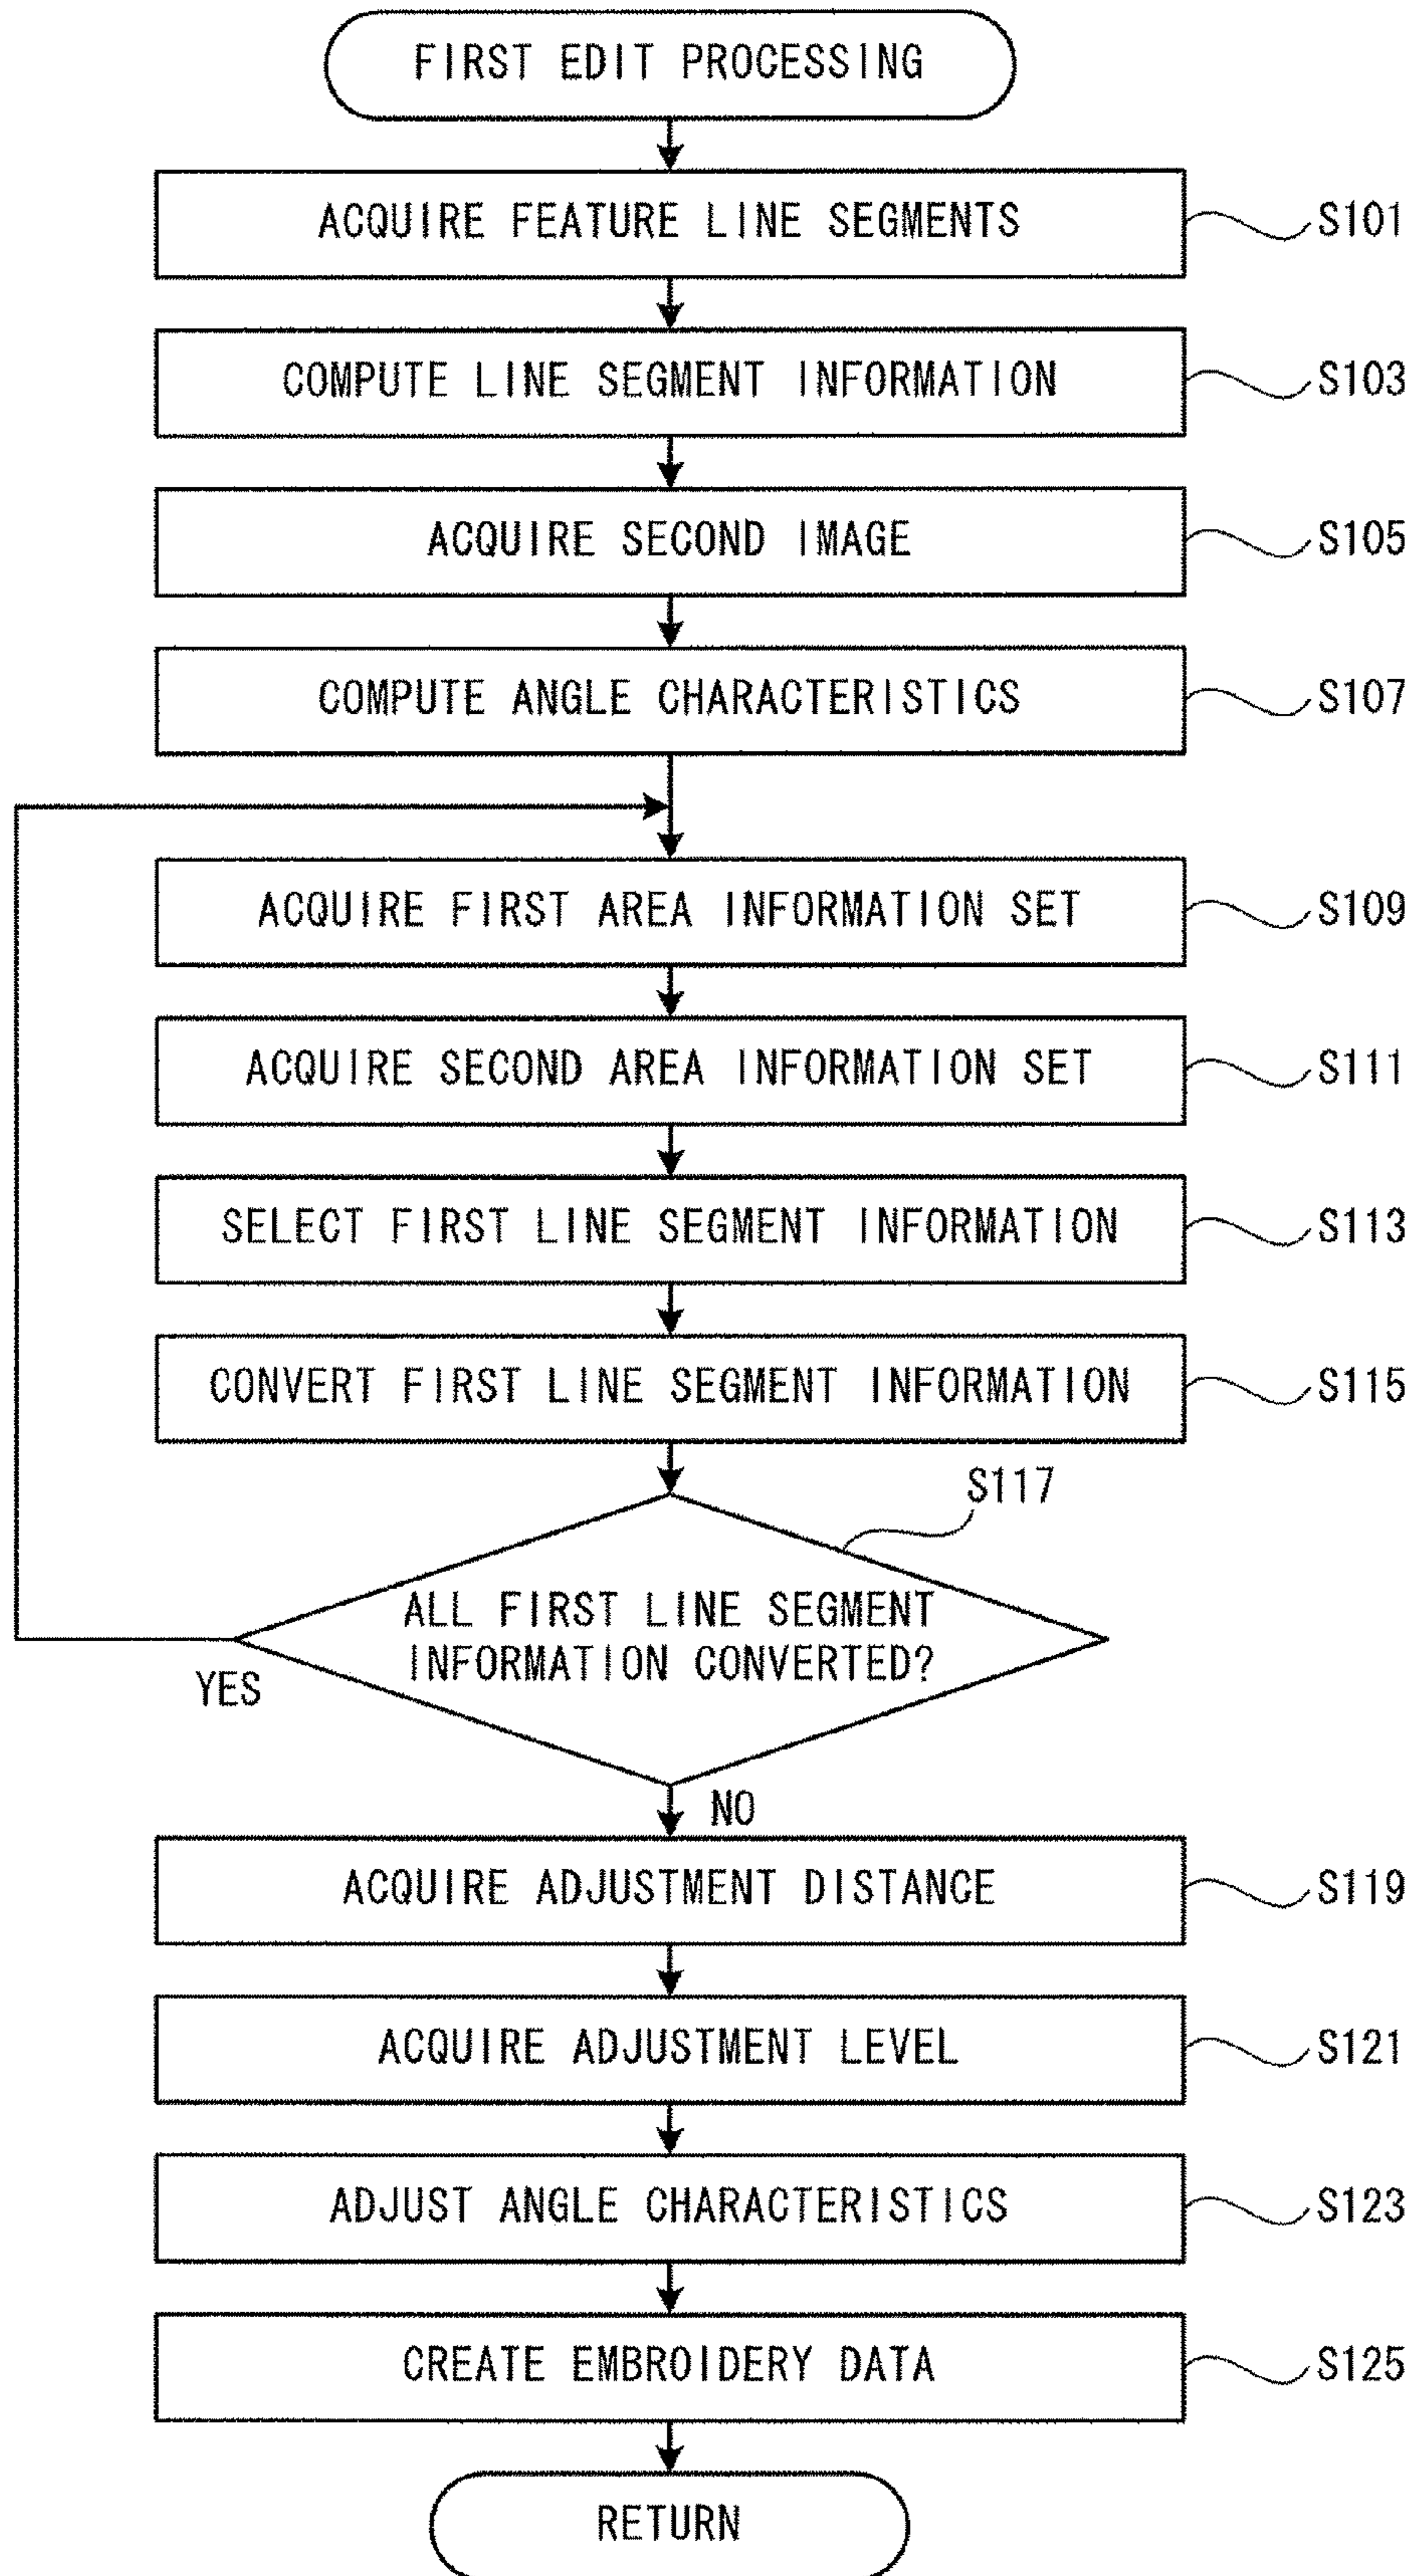 FIRST EDIT PROCESSING
ACQUIRE FEATURE LINE SEGMENTS
S101
COMPUTE LINE SEGMENT INFORMATION
S103
ACQUIRE SECOND IMAGE
S105
COMPUTE ANGLE CHARACTERISTICS
S107
ACQUIRE FIRST AREA INFORMATION SET
S109
ACQUIRE SECOND AREA INFORMATION SET
S111
SELECT FIRST LINE SEGMENT INFORMATION
S113
CONVERT FIRST LINE SEGMENT INFORMATION
S115
S117
ALL FIRST LINE SEGMENT
INFORMATION CONVERTED?
YES
NO
ACQUIRE ADJUSTMENT DISTANCE
S119
ACQUIRE ADJUSTMENT LEVEL
S121
ADJUST ANGLE CHARACTERISTICS
S123
CREATE EMBROIDERY DATA
S125
RETURN